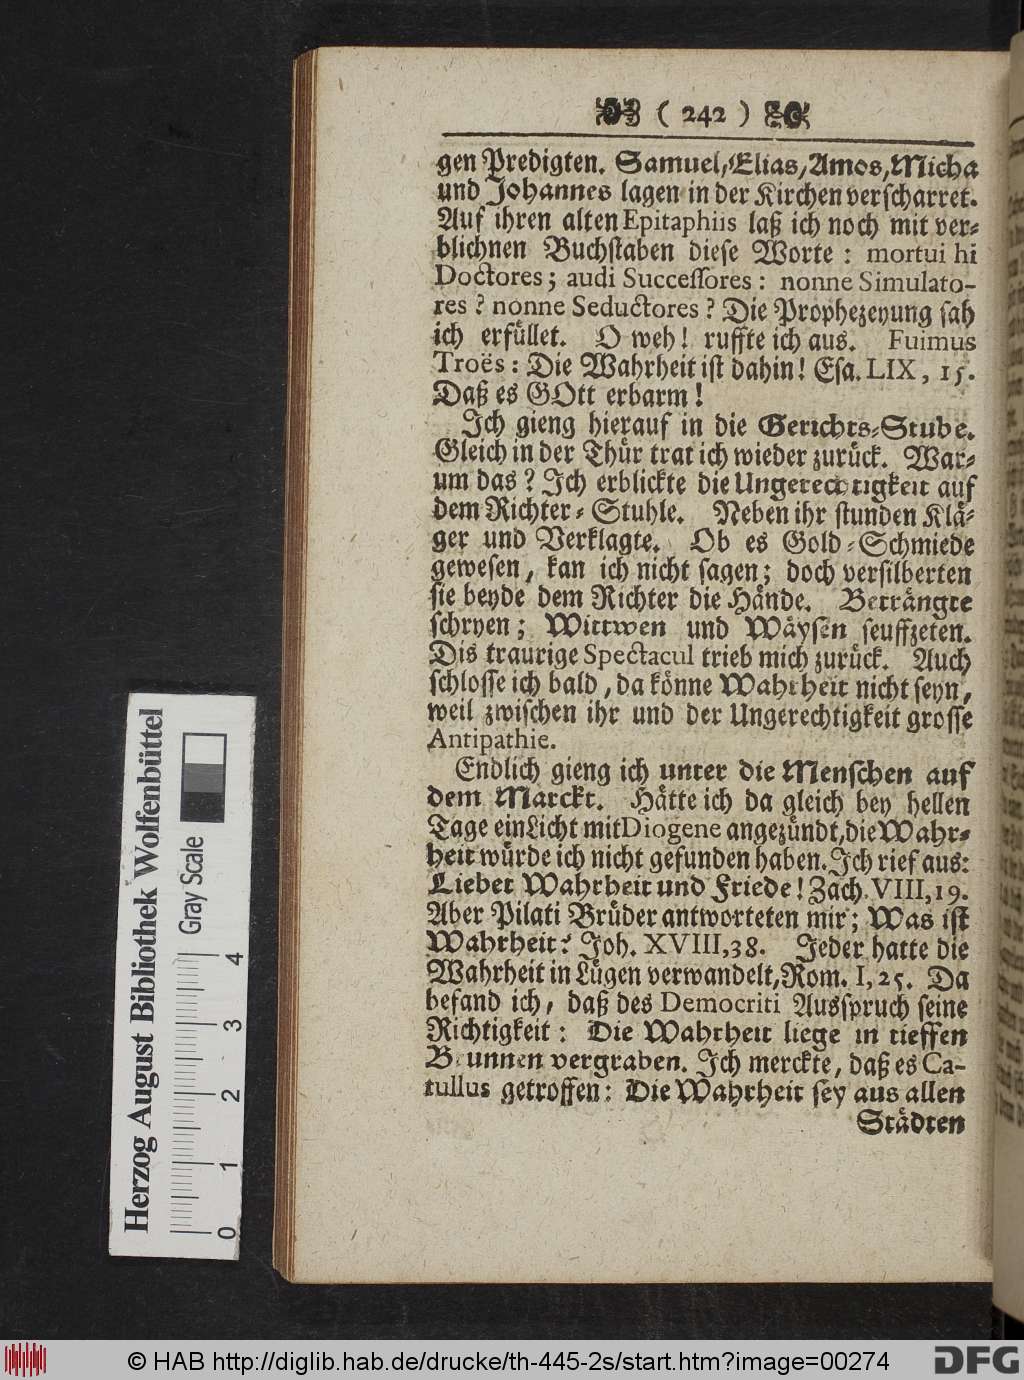 ( 242 )
gen Predigten. Samuel, Elias, Amos, Micha
und Johannes lagen in der Kirchen verscharret.
Auf ihren alten Epitaphiis laß ich noch mit ver-
blichnen Buchstaben diese Worte: mortui hi
Doctores; audi Successores: nonne Simulato-
res? nonne Seductores? Die Prophezeyung sah
ich erfüllet. O weh! ruffte ich aus. Fuimus
Troës: Die Wahrheit ist dahin! Esa. LIX, 15.
Daß es GOtt erbarm!
Ich gieng hierauf in die Gerichts-Stube.
Gleich in der Thür trat ich wieder zurück. War-
um das? Ich erblickte die Ungerechtigkeit auf
dem Richter-Stuhle. Neben ihr stunden Klä-
ger und Verklagte. Ob es Gold-Schmiede
gewesen, kan ich nicht sagen; doch versilberten
sie beyde dem Richter die Hände. Beträngte
schryen; Wittwen und Wäysen seuffzeten.
Dis traurige Spectacul trieb mich zurück. Auch
schlosse ich bald, da könne Wahrheit nicht seyn,
weil zwischen ihr und der Ungerechtigkeit grosse
Antipathie.
Endlich gieng ich unter die Menschen auf
dem Marckt. Hätte ich da gleich bey hellen
Tage ein Licht mit Diogene angezündt, die Wahr-
heit würde ich nicht gefunden haben. Ich rief aus:
Liebet Wahrheit und Friede! Zach. VIII, 19.
Aber Pilati Brüder antworteten mir; Was ist
Wahrheit? Joh. XVIII, 38. Jeder hatte die
Wahrheit in Lügen verwandelt, Rom. I, 25. Da
befand ich, daß des Democriti Ausspruch seine
Richtigkeit: Die Wahrheit liege in tieffen
Brunnen vergraben. Ich merckte, daß es Ca-
tullus getroffen: Die Wahrheit sey aus allen
Städten
Herzog August Bibliothek Wolfenbüttel
Gray Scale
0 1 2 3 4
© HAB http://diglib.hab.de/drucke/th-445-2s/start.htm?image=00274
DFG